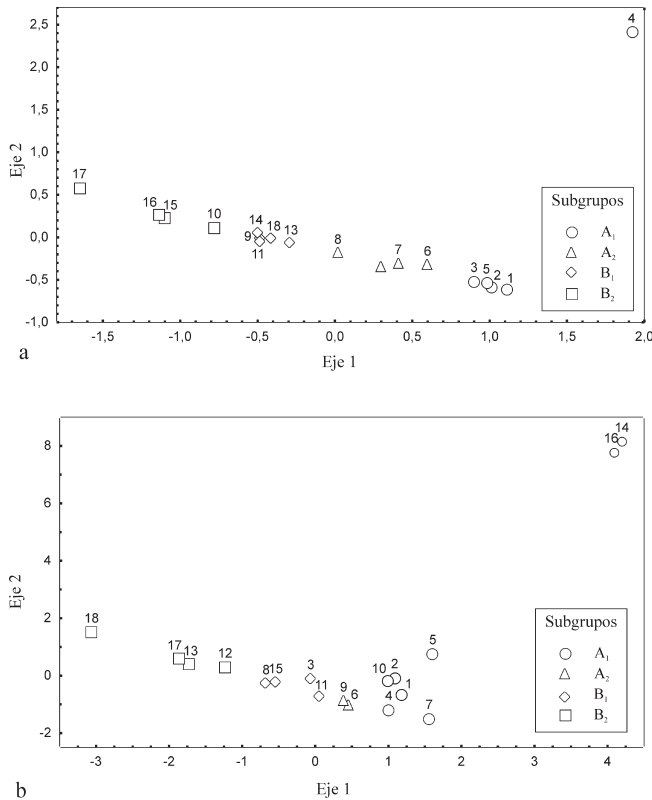 4
2,5
2,0
1,5
1,0
0,5
0,0
-0,5
-1,0
Eje 2
17
16 15
10
14
9 18 13
11
8
7 6
3 5 2 1
Subgrupos
A₁
A₂
B₁
B₂
-1,5 -1,0 -0,5 0,0 0,5 1,0 1,5 2,0
a
Eje 1
14
16
8
6
4
2
0
-2
Eje 2
18
17 13 12
8 15 3
11
9 6
5
10 2
4 1
7
Subgrupos
A₁
A₂
B₁
B₂
-3 -2 -1 0 1 2 3 4
b
Eje 1